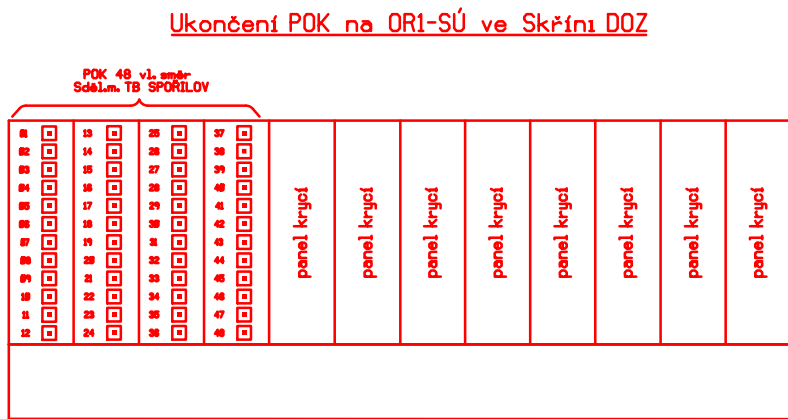 Ukončení POK na OR1-SÚ ve Skříni DOZ
POK 48 vl. směr
Sděl.m. TB SPOŘILOV
01 13 25 37
02 14 26 38
03 15 27 39
04 16 28 40
05 17 29 41
06 18 30 42
07 19 31 43
08 20 32 44
09 21 33 45
10 22 34 46
11 23 35 47
12 24 36 48
panel krycí
panel krycí
panel krycí
panel krycí
panel krycí
panel krycí
panel krycí
panel krycí